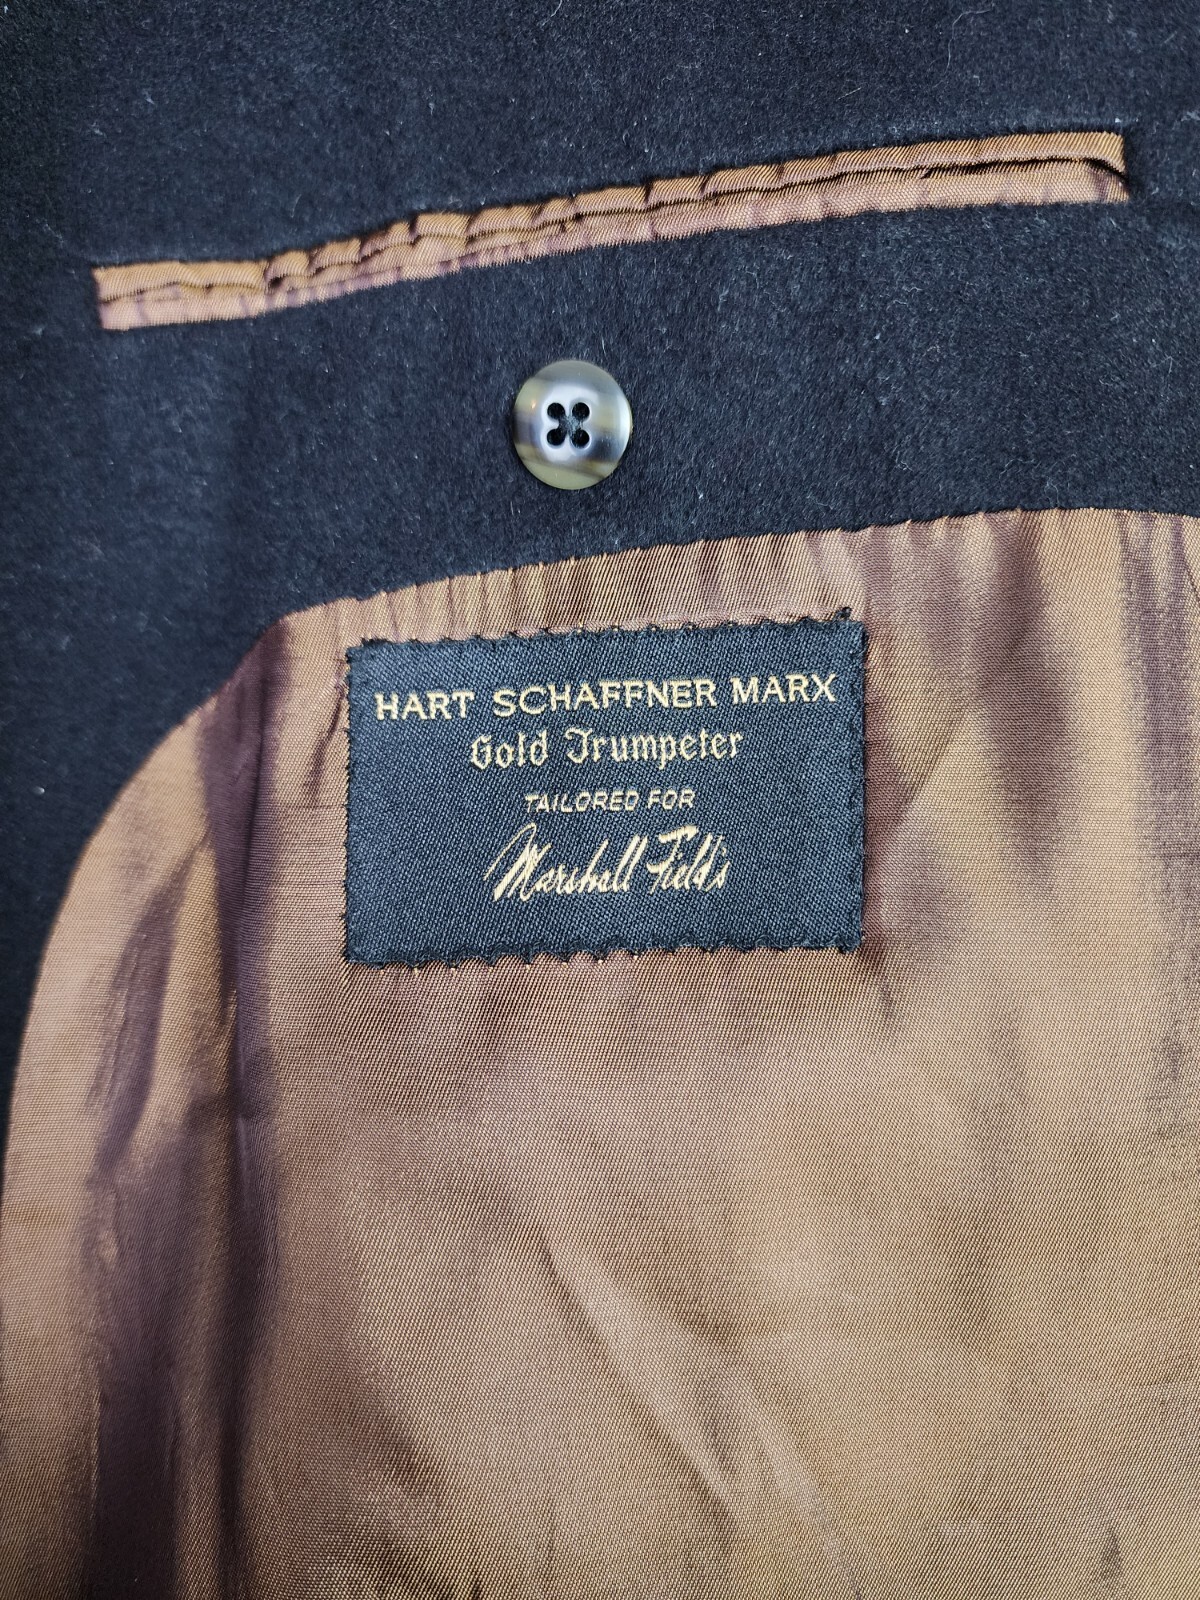 HART SCHAFFNER MARX
Gold Trumpeter
TAILORED FOR
Marshall Field's